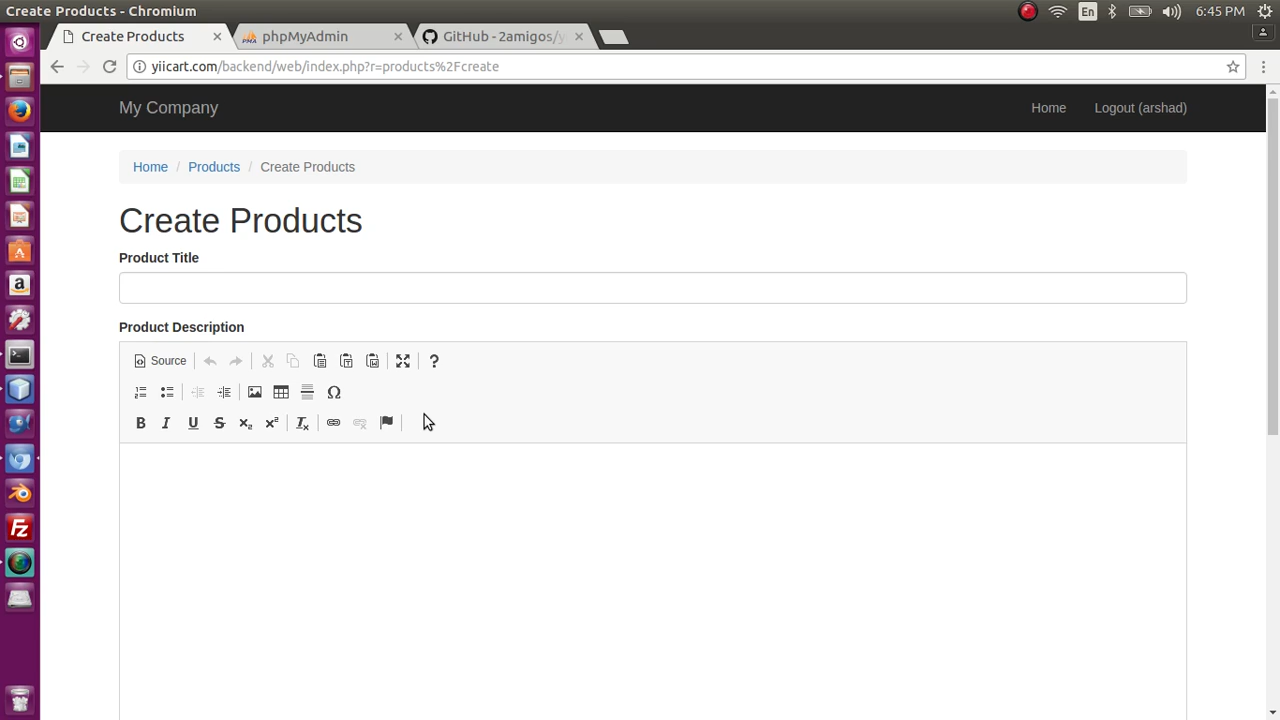 Create Products - Chromium
En
6:45 PM
Create Products
phpMyAdmin
GitHub - 2amigos/y
yiicart.com/backend/web/index.php?r=products%2Fcreate
My Company
Home
Logout (arshad)
Home / Products / Create Products
Create Products
Product Title
Product Description
Source